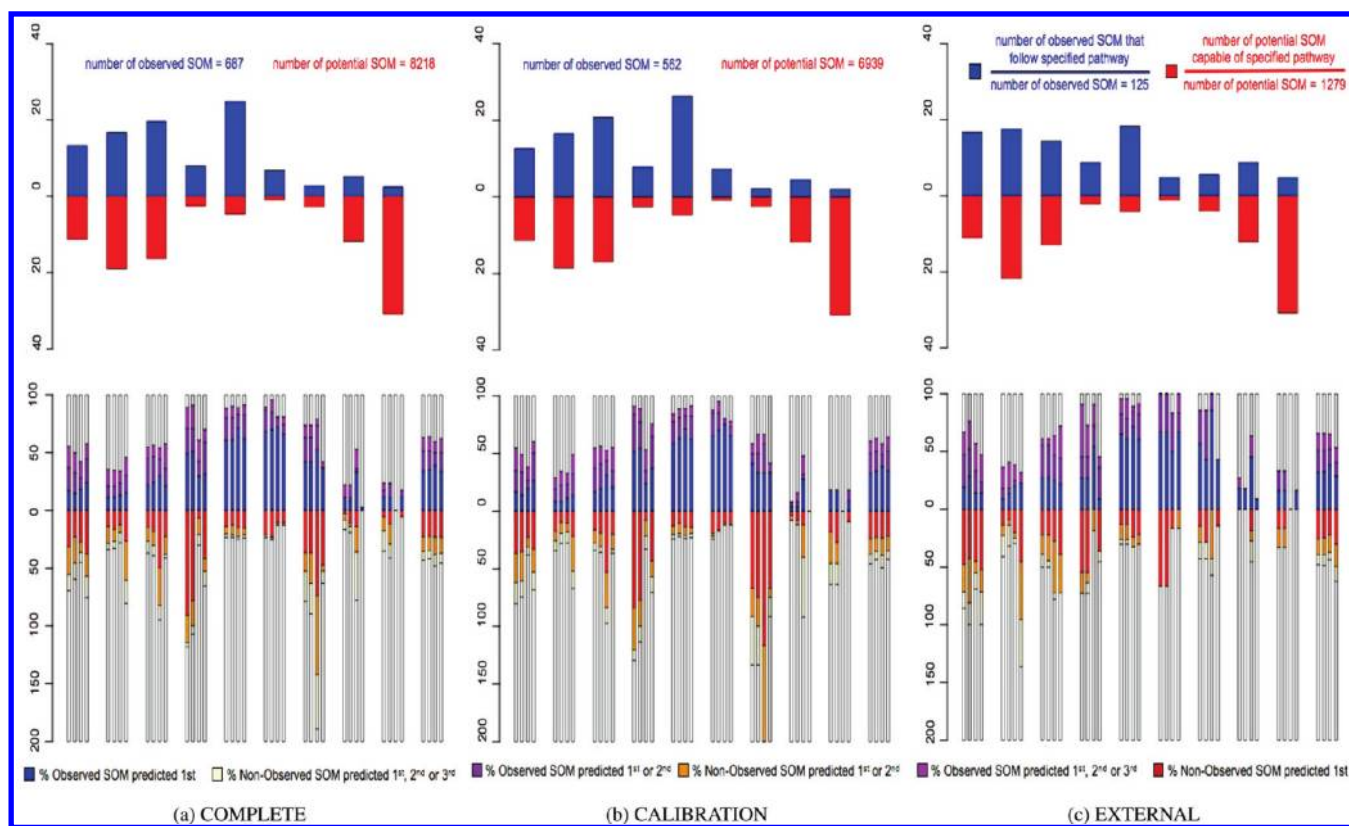 40
20
0
20
40
number of observed SOM = 687
number of potential SOM = 8218
40
20
0
20
40
number of observed SOM = 562
number of potential SOM = 6939
40
20
0
20
40
number of observed SOM that
follow specified pathway
number of observed SOM = 125
number of potential SOM
capable of specified pathway
number of potential SOM = 1279
100
50
0
50
100
150
200
100
50
0
50
100
150
200
100
50
0
50
100
150
200
% Observed SOM predicted 1st
% Non-Observed SOM predicted 1st, 2nd or 3rd
% Observed SOM predicted 1st or 2nd
% Non-Observed SOM predicted 1st or 2nd
% Observed SOM predicted 1st, 2nd or 3rd
% Non-Observed SOM predicted 1st
(a) COMPLETE
(b) CALIBRATION
(c) EXTERNAL